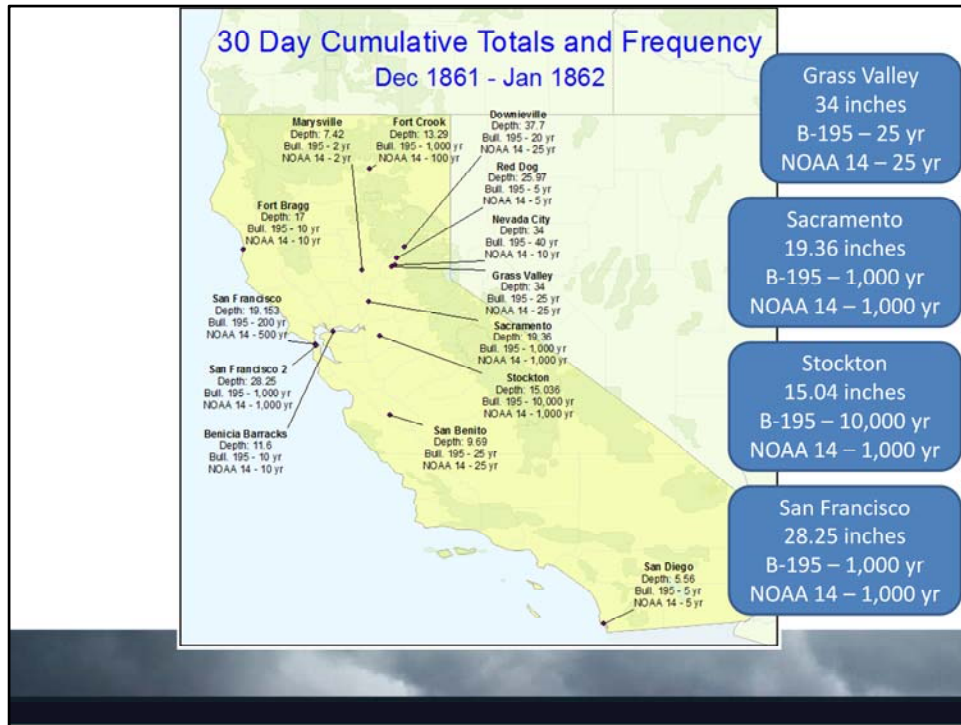 30 Day Cumulative Totals and Frequency
Dec 1861 - Jan 1862
Marysville
Depth: 7.42
Bull. 195 - 2 yr
NOAA 14 - 2 yr
Fort Crook
Depth: 13.29
Bull. 195 - 1,000 yr
NOAA 14 - 100 yr
Downieville
Depth: 37.7
Bull. 195 - 20 yr
NOAA 14 - 25 yr
Red Dog
Depth: 25.97
Bull. 195 - 5 yr
NOAA 14 - 5 yr
Fort Bragg
Depth: 17
Bull. 195 - 10 yr
NOAA 14 - 10 yr
Nevada City
Depth: 34
Bull. 195 - 40 yr
NOAA 14 - 10 yr
Grass Valley
Depth: 34
Bull. 195 - 25 yr
NOAA 14 - 25 yr
San Francisco
Depth: 19.153
Bull. 195 - 200 yr
NOAA 14 - 500 yr
Sacramento
Depth: 19.36
Bull. 195 - 1,000 yr
NOAA 14 - 1,000 yr
San Francisco 2
Depth: 28.25
Bull. 195 - 1,000 yr
NOAA 14 - 1,000 yr
Stockton
Depth: 15.036
Bull. 195 - 10,000 yr
NOAA 14 - 1,000 yr
Benicia Barracks
Depth: 11.6
Bull. 195 - 10 yr
NOAA 14 - 10 yr
San Benito
Depth: 9.69
Bull. 195 - 25 yr
NOAA 14 - 25 yr
San Diego
Depth: 5.56
Bull. 195 - 5 yr
NOAA 14 - 5 yr
Grass Valley
34 inches
B-195 – 25 yr
NOAA 14 – 25 yr
Sacramento
19.36 inches
B-195 – 1,000 yr
NOAA 14 – 1,000 yr
Stockton
15.04 inches
B-195 – 10,000 yr
NOAA 14 – 1,000 yr
San Francisco
28.25 inches
B-195 – 1,000 yr
NOAA 14 – 1,000 yr